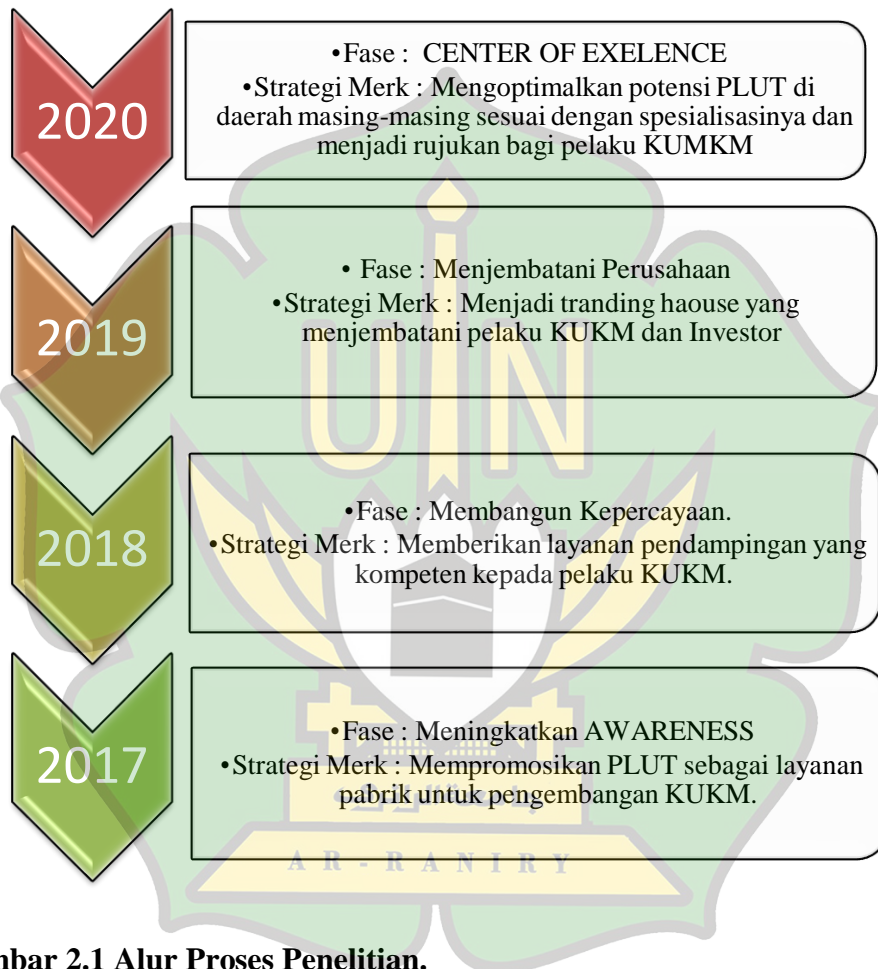 2020
•Fase : CENTER OF EXELENCE
•Strategi Merk : Mengoptimalkan potensi PLUT di
daerah masing-masing sesuai dengan spesialisasinya dan
menjadi rujukan bagi pelaku KUMKM
2019
• Fase : Menjembatani Perusahaan
•Strategi Merk : Menjadi tranding haouse yang
menjembatani pelaku KUKM dan Investor
2018
•Fase : Membangun Kepercayaan.
•Strategi Merk : Memberikan layanan pendampingan yang
kompeten kepada pelaku KUKM.
2017
•Fase : Meningkatkan AWARENESS
•Strategi Merk : Mempromosikan PLUT sebagai layanan
pabrik untuk pengembangan KUKM.
UIN
AR-RANIRY
mbar 2.1 Alur Proses Penelitian.